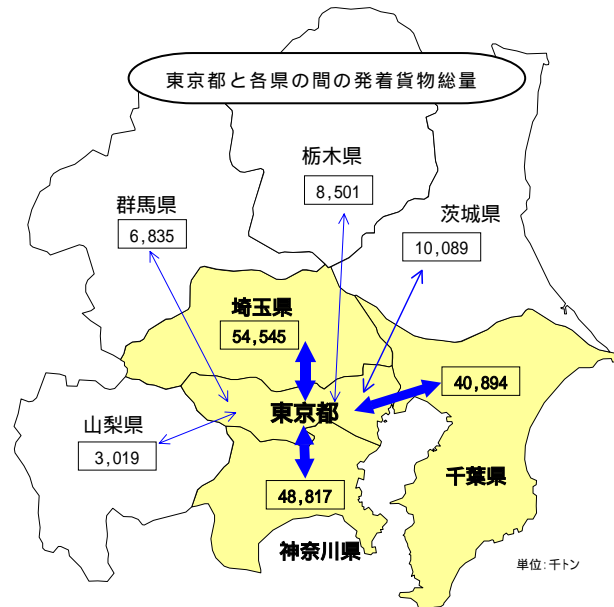 東京都と各県の間の発着貨物総量
栃木県
8,501
群馬県
6,835
茨城県
10,089
埼玉県
54,545
40,894
東京都
山梨県
3,019
千葉県
48,817
神奈川県
単位:千トン